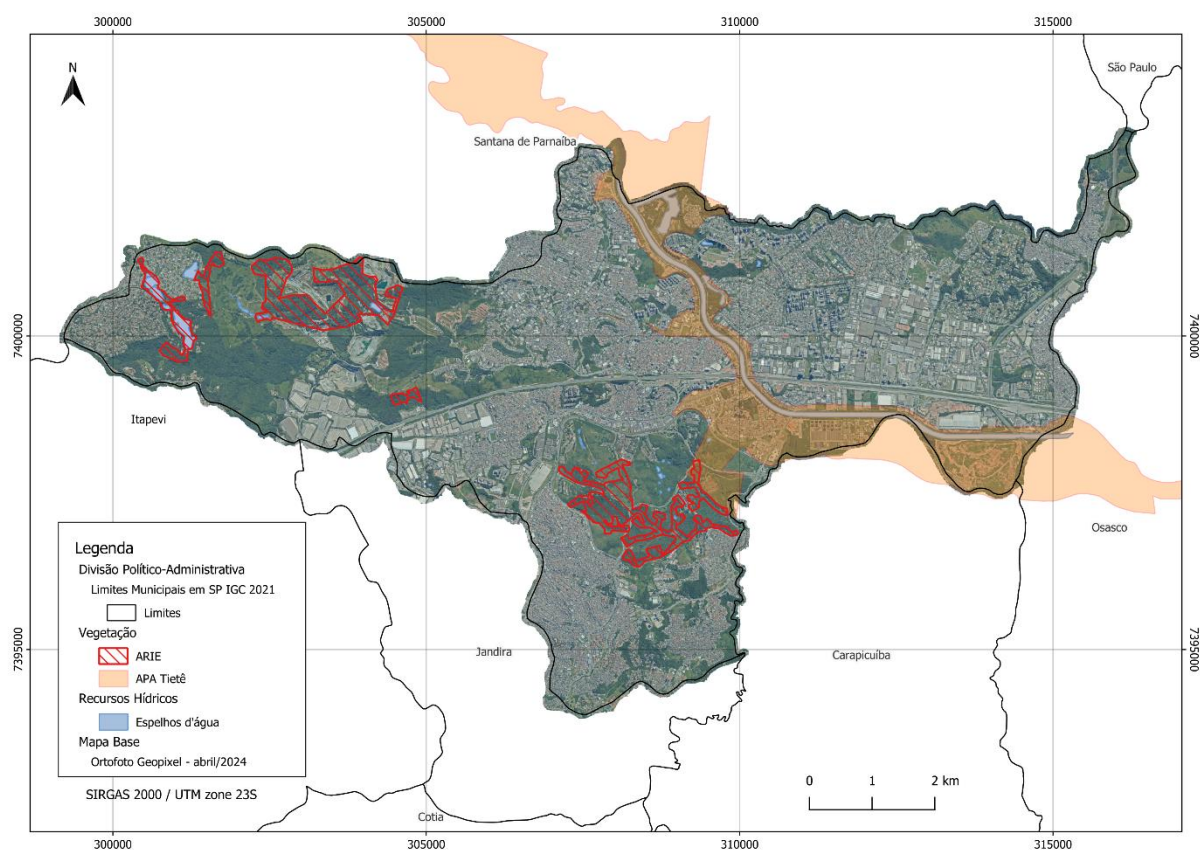 300000
305000
310000
315000
N
São Paulo
Santana de Parnaíba
7400000
7400000
Itapevi
Osasco
Legenda
Divisão Político-Administrativa
Limites Municipais em SP IGC 2021
Limites
Vegetação
ARIE
APA Tietê
Recursos Hídricos
Espelhos d'água
Mapa Base
Ortofoto Geopixel - abril/2024
SIRGAS 2000 / UTM zone 23S
7395000
Jandira
Carapicuíba
7395000
0 1 2 km
Cotia
300000
305000
310000
315000